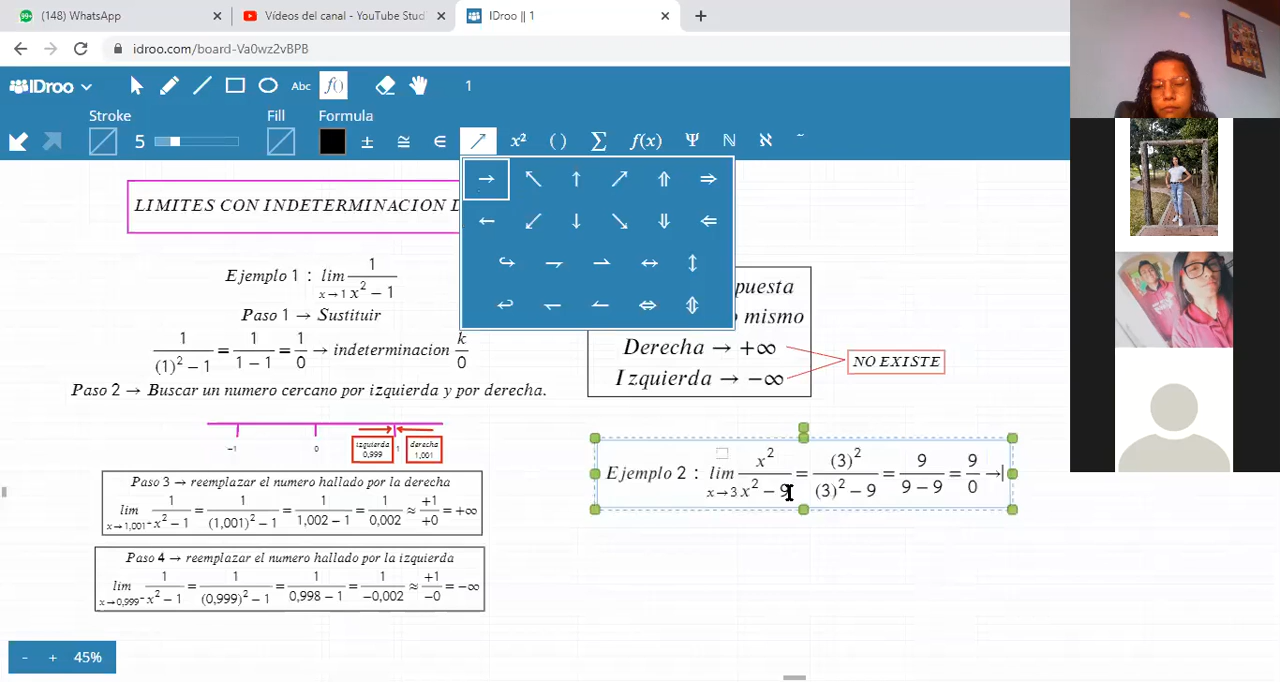 99+ (148) WhatsApp × Vídeos del canal - YouTube Stud × IDroo || 1 × +
idroo.com/board-Va0wz2vBPB
IDroo Abc f() 1
Stroke Fill Formula
5 ± ≅ ∈ ↗ x² ( ) ∑ f(x) Ψ ℕ ℵ ~
→ ↖ ↑ ↗ ⇑ ⇒
← ↙ ↓ ↘ ⇓ ⇐
↪ ⇁ ⇀ ↔ ↕
↩ ↽ ↼ ⇔ ⇕
LIMITES CON INDETERMINACION D
Ejemplo 1 : lim x→1 1/(x² − 1)
Paso 1 → Sustituir
1/((1)² − 1) = 1/(1 − 1) = 1/0 → indeterminacion k/0
Paso 2 → Buscar un numero cercano por izquierda y por derecha.
−1 0 izquierda 0,999 1 derecha 1,001
Paso 3 → reemplazar el numero hallado por la derecha
lim x→1,001⁺ 1/(x² − 1) = 1/((1,001)² − 1) = 1/(1,002 − 1) = 1/0,002 ≈ +1/+0 = +∞
Paso 4 → reemplazar el numero hallado por la izquierda
lim x→0,999⁻ 1/(x² − 1) = 1/((0,999)² − 1) = 1/(0,998 − 1) = 1/−0,002 ≈ +1/−0 = −∞
puesta
o mismo
Derecha → +∞
Izquierda → −∞
NO EXISTE
Ejemplo 2 : lim x→3 x²/(x² − 9) = (3)²/((3)² − 9) = 9/(9 − 9) = 9/0 →
- + 45%